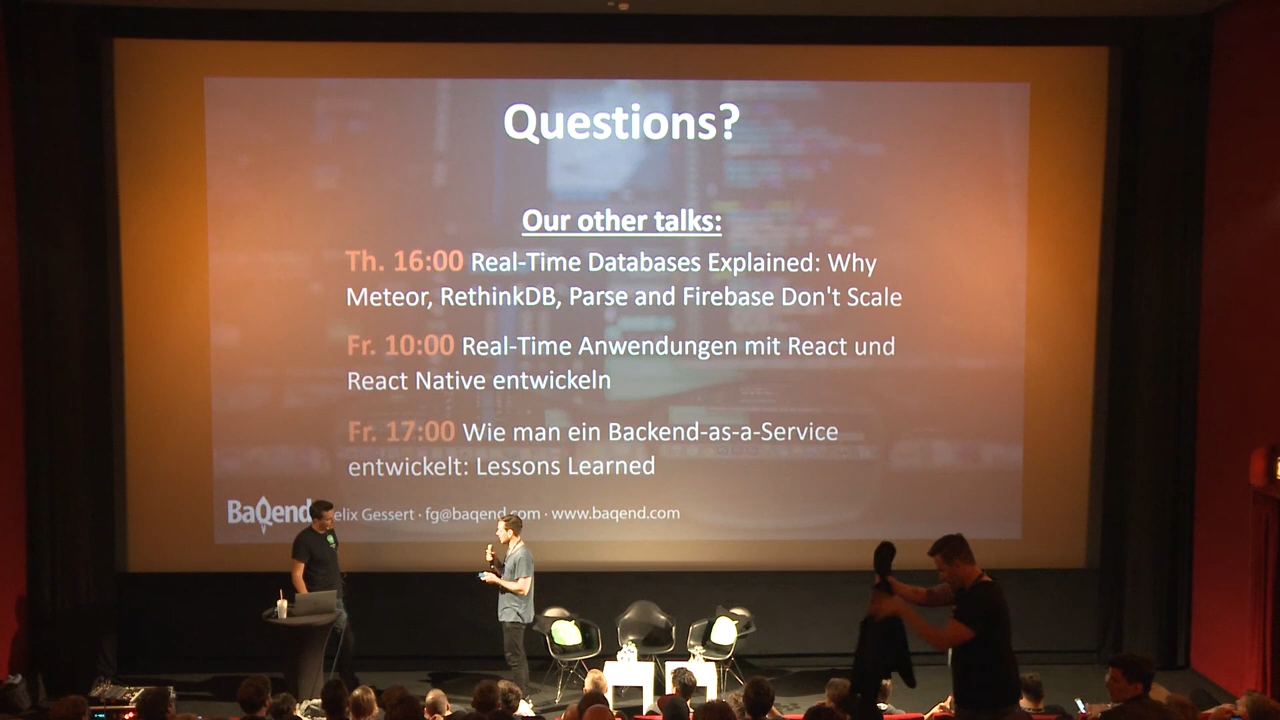 Questions?
Our other talks:
Th. 16:00 Real-Time Databases Explained: Why
Meteor, RethinkDB, Parse and Firebase Don't Scale
Fr. 10:00 Real-Time Anwendungen mit React und
React Native entwickeln
Fr. 17:00 Wie man ein Backend-as-a-Service
entwickelt: Lessons Learned
BaQend elix Gessert · fg@baqend.com · www.baqend.com